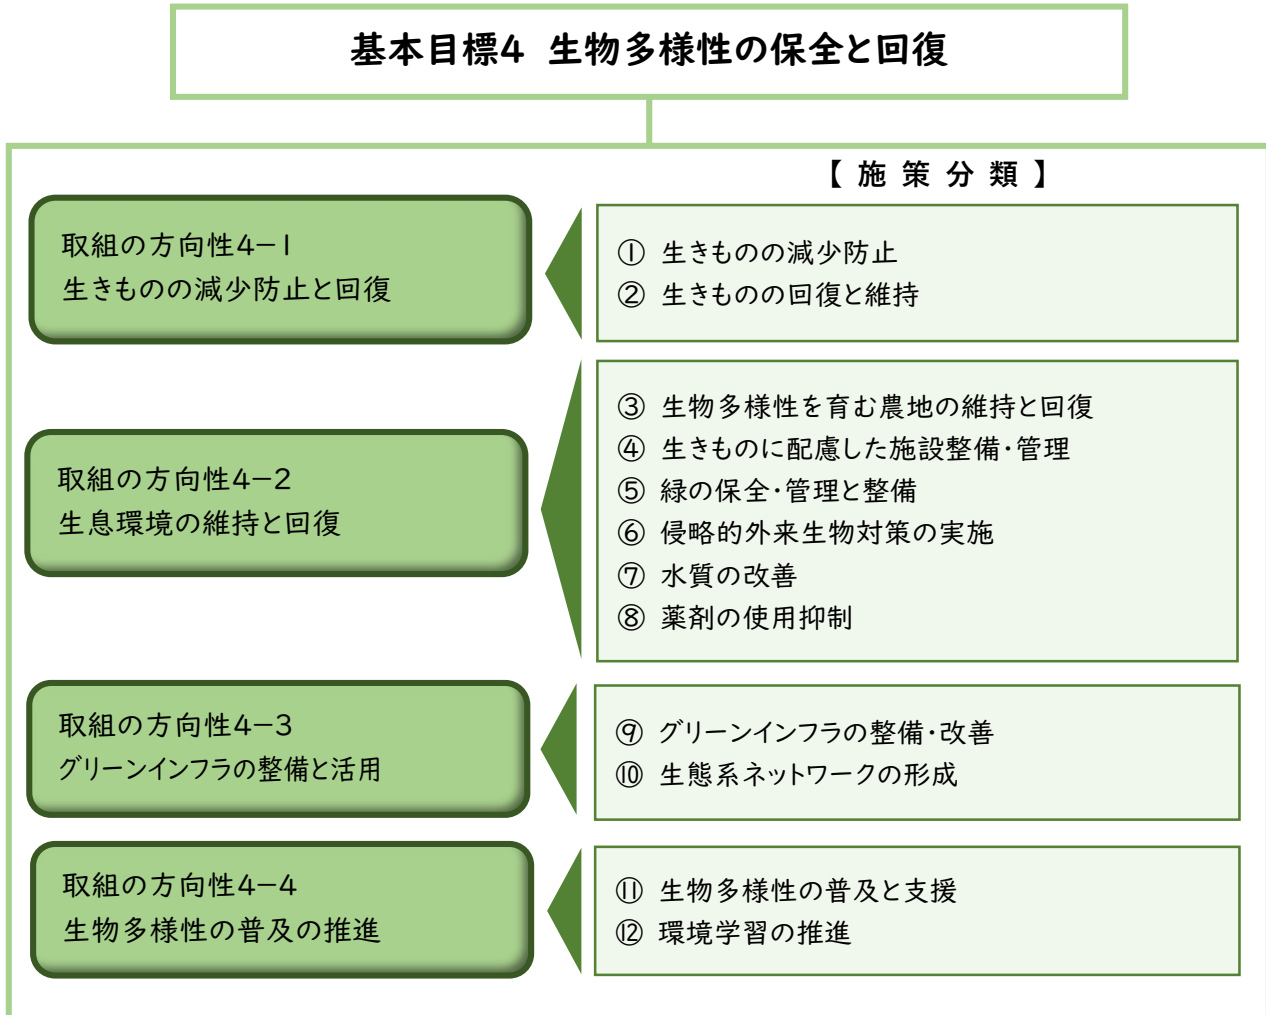 基本目標4 生物多様性の保全と回復
【 施 策 分 類 】
取組の方向性4−1
生きものの減少防止と回復
① 生きものの減少防止
② 生きものの回復と維持
取組の方向性4−2
生息環境の維持と回復
③ 生物多様性を育む農地の維持と回復
④ 生きものに配慮した施設整備・管理
⑤ 緑の保全・管理と整備
⑥ 侵略的外来生物対策の実施
⑦ 水質の改善
⑧ 薬剤の使用抑制
取組の方向性4−3
グリーンインフラの整備と活用
⑨ グリーンインフラの整備・改善
⑩ 生態系ネットワークの形成
取組の方向性4−4
生物多様性の普及の推進
⑪ 生物多様性の普及と支援
⑫ 環境学習の推進